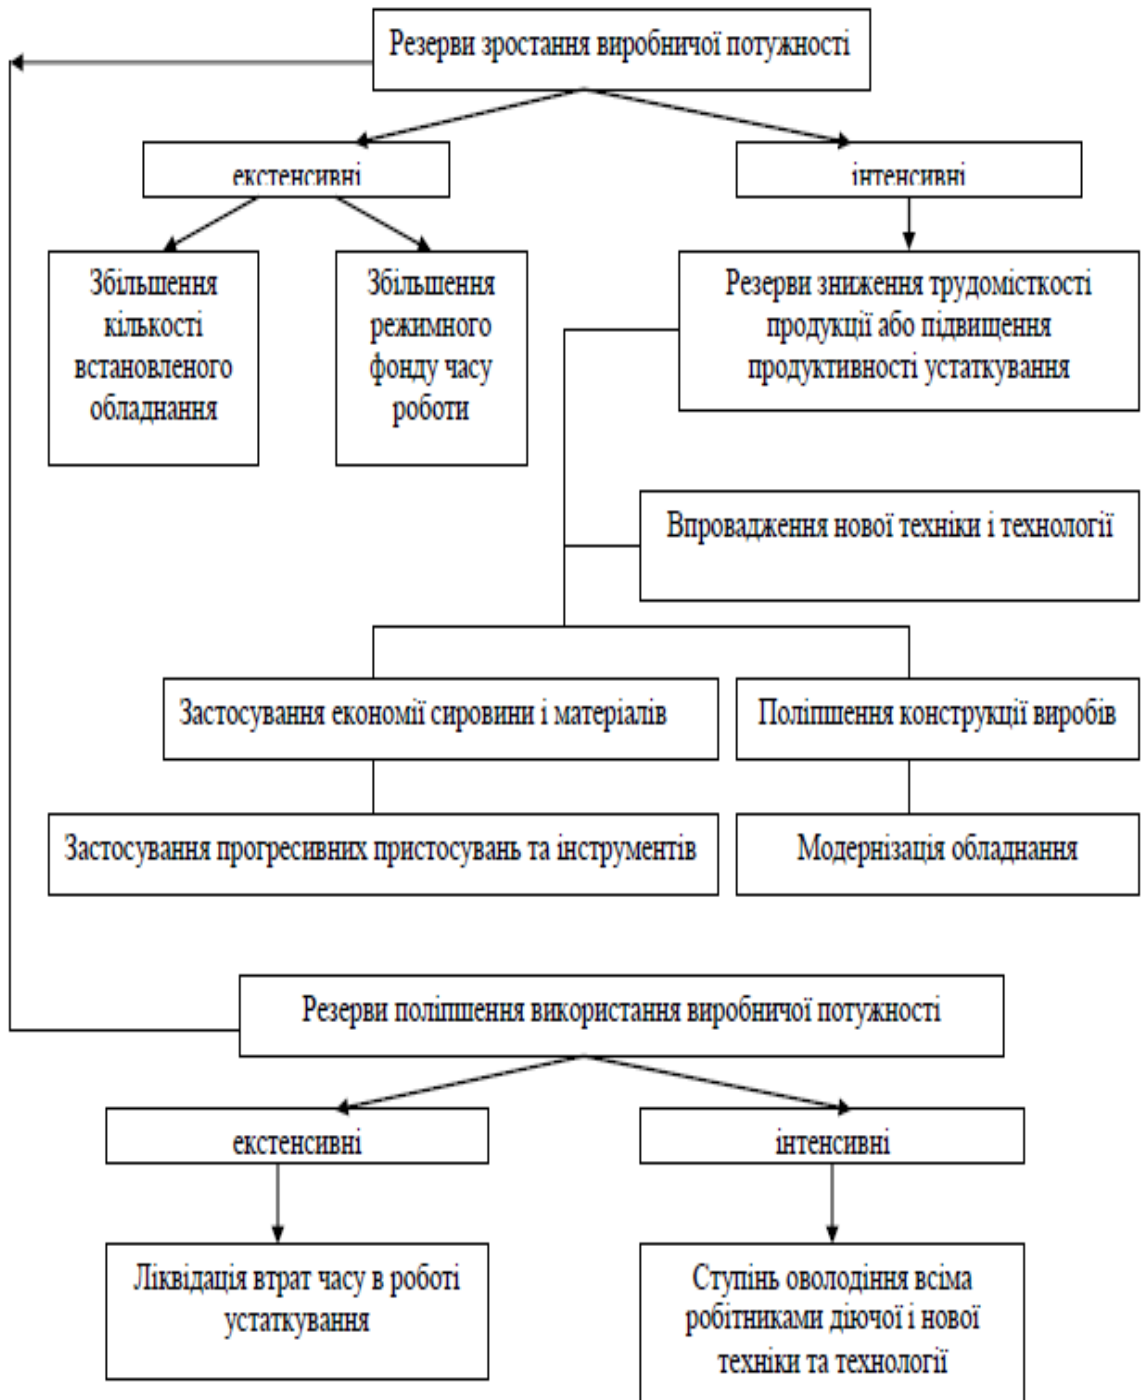 Резерви зростання виробничої потужності
екстенсивні
інтенсивні
Збільшення
кількості
встановленого
обладнання
Збільшення
режимного
фонду часу
роботи
Резерви зниження трудомісткості
продукції або підвищення
продуктивності устаткування
Впровадження нової техніки і технології
Застосування економії сировини і матеріалів
Поліпшення конструкції виробів
Застосування прогресивних пристосувань та інструментів
Модернізація обладнання
Резерви поліпшення використання виробничої потужності
екстенсивні
інтенсивні
Ліквідація втрат часу в роботі
устаткування
Ступінь оволодіння всіма
робітниками діючої і нової
техніки та технології